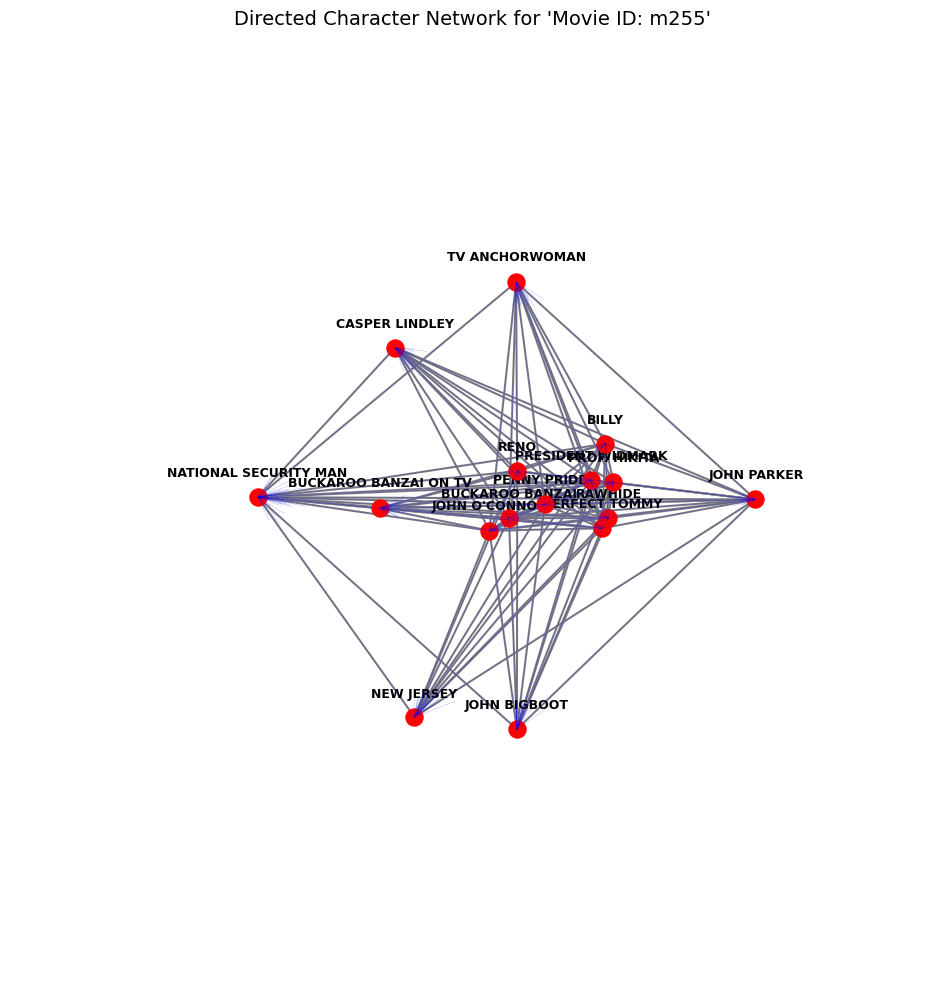 Directed Character Network for 'Movie ID: m255'
TV ANCHORWOMAN
CASPER LINDLEY
BILLY
RENO
PRESIDENT WIDMARK
PROF. HIKITA
NATIONAL SECURITY MAN
JOHN PARKER
BUCKAROO BANZAI ON TV
PENNY PRIDDY
BUCKAROO BANZAI
RAWHIDE
JOHN O'CONNOR
PERFECT TOMMY
NEW JERSEY
JOHN BIGBOOT